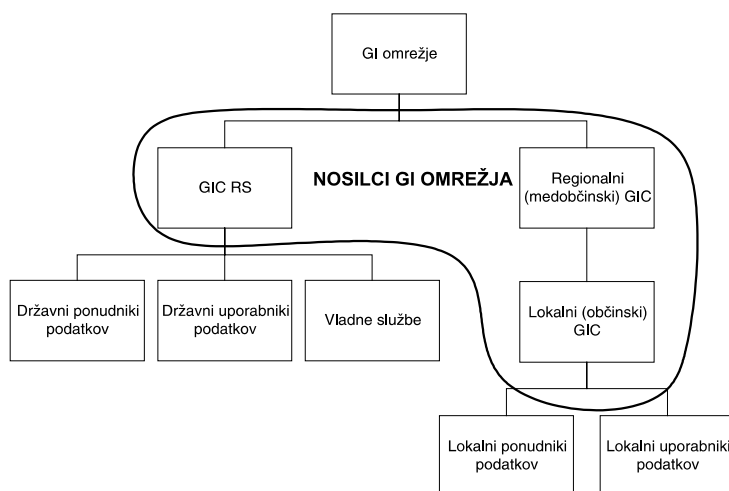 GI omrežje
GIC RS
NOSILCI GI OMREŽJA
Regionalni
(medobčinski) GIC
Državni ponudniki
podatkov
Državni uporabniki
podatkov
Vladne službe
Lokalni (občinski)
GIC
Lokalni ponudniki
podatkov
Lokalni uporabniki
podatkov